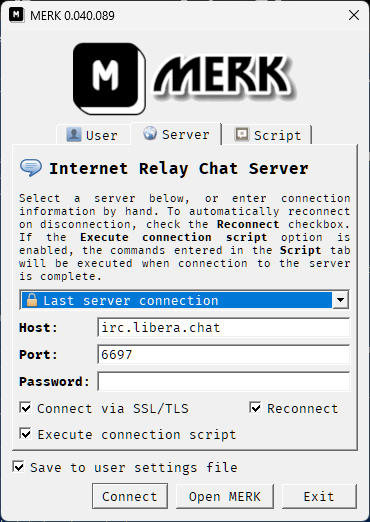 MERK 0.040.089
M MERK
User Server Script
Internet Relay Chat Server
Select a server below, or enter connection
information by hand. To automatically reconnect
on disconnection, check the Reconnect checkbox.
If the Execute connection script option is
enabled, the commands entered in the Script tab
will be executed when connection to the server
is complete.
Last server connection
Host: irc.libera.chat
Port: 6697
Password:
Connect via SSL/TLS Reconnect
Execute connection script
Save to user settings file
Connect Open MERK Exit